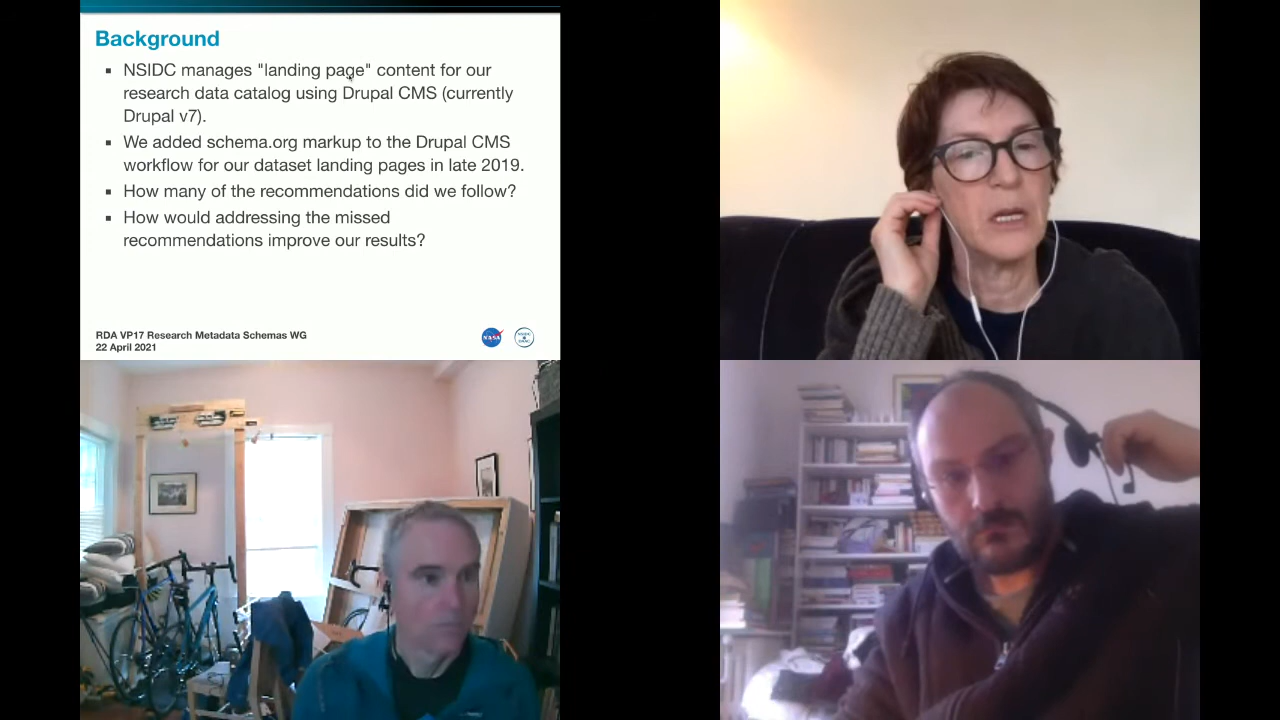 Background
▪ NSIDC manages "landing page" content for our
research data catalog using Drupal CMS (currently
Drupal v7).
▪ We added schema.org markup to the Drupal CMS
workflow for our dataset landing pages in late 2019.
▪ How many of the recommendations did we follow?
▪ How would addressing the missed
recommendations improve our results?
RDA VP17 Research Metadata Schemas WG
22 April 2021
NASA